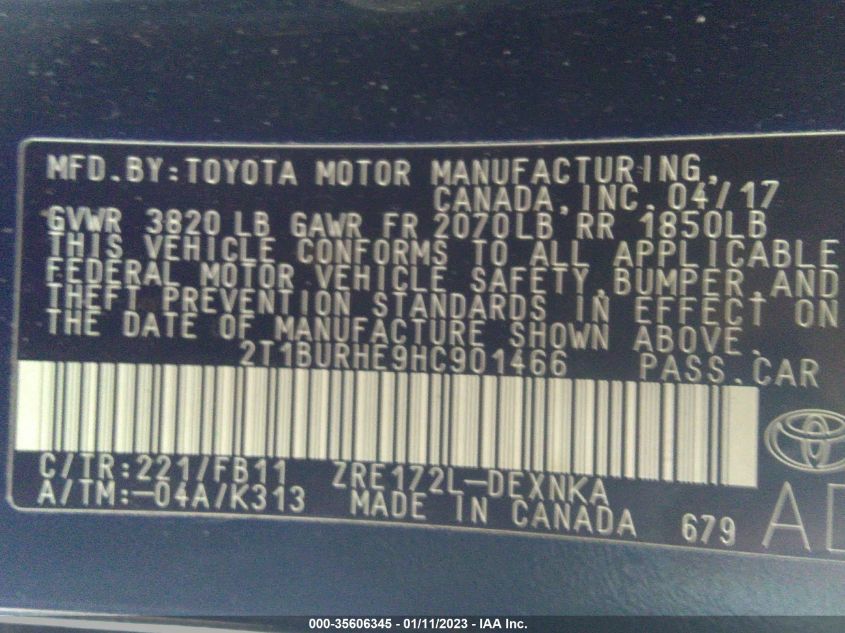 MFD.BY:TOYOTA MOTOR MANUFACTURING,
CANADA,INC. 04/17
GVWR 3820 LB GAWR FR 2070LB RR 1850LB
THIS VEHICLE CONFORMS TO ALL APPLICABLE
FEDERAL MOTOR VEHICLE SAFETY,BUMPER,AND
THEFT PREVENTION STANDARDS IN EFFECT ON
THE DATE OF MANUFACTURE SHOWN ABOVE.
2T1BURHE9HC901466 PASS.CAR
C/TR:221/FB11 ZRE172L-DEXNKA
A/TM:-04A/K313 MADE IN CANADA 679
000-35606345 - 01/11/2023 - IAA Inc.